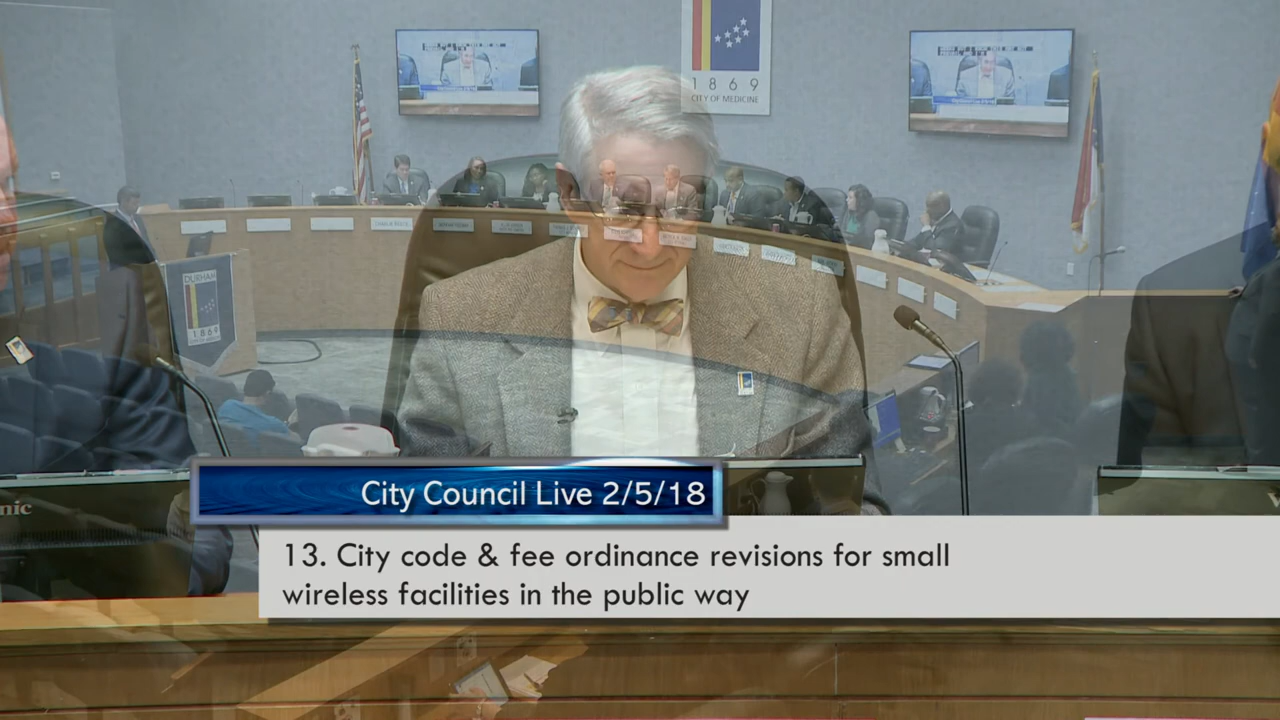 1869
CITY OF MEDICINE
DURHAM
1869
nic
City Council Live 2/5/18
13. City code & fee ordinance revisions for small
wireless facilities in the public way